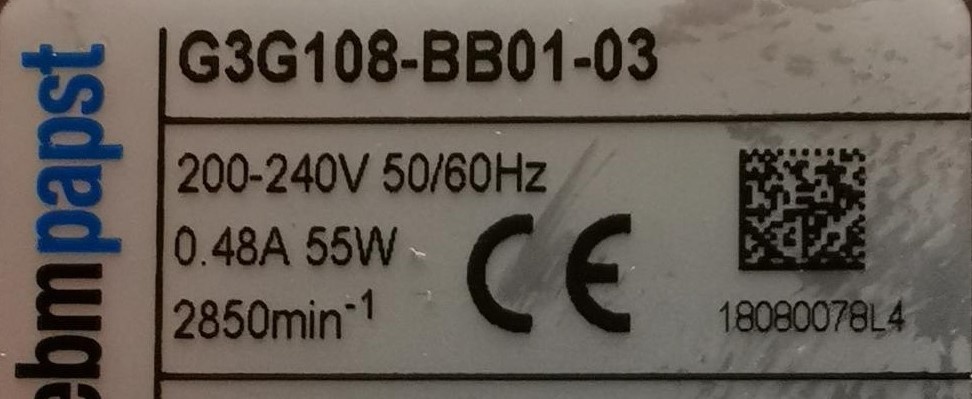 ebmpapst
G3G108-BB01-03
200-240V 50/60Hz
0.48A 55W
2850min⁻¹
CE
18080078L4